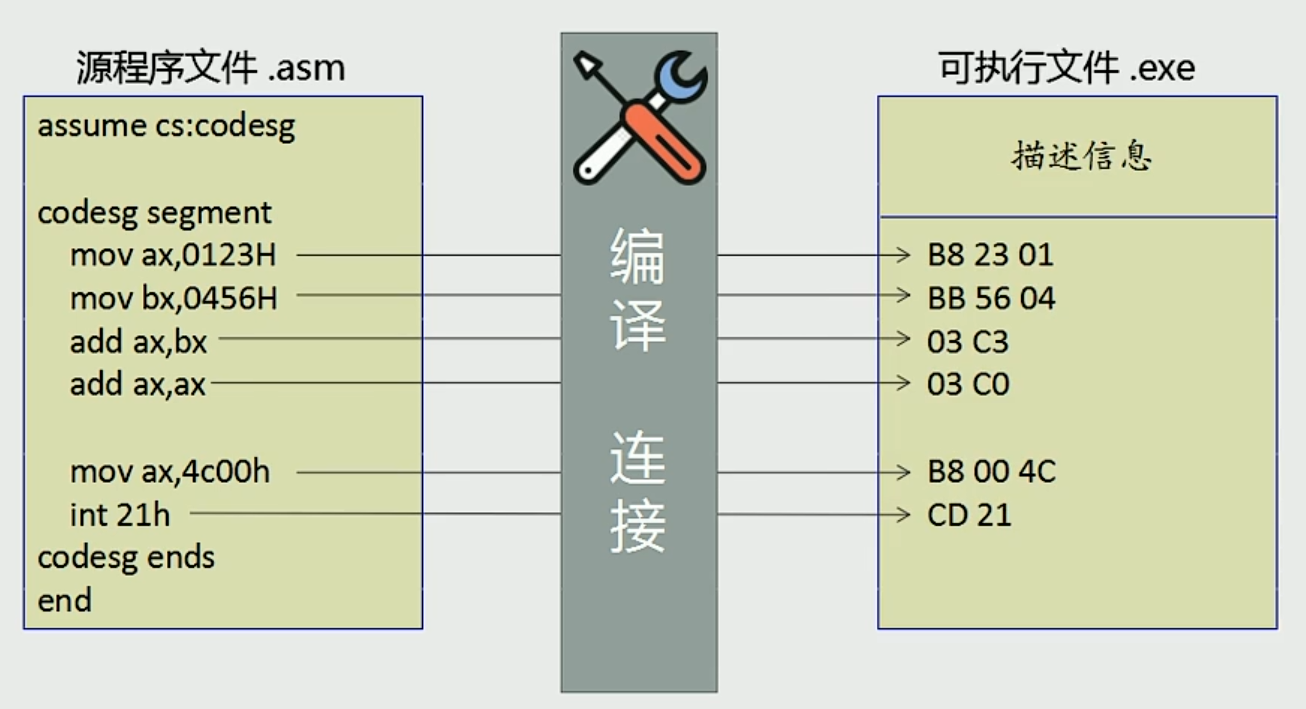 源程序文件 .asm
assume cs:codesg
codesg segment
mov ax,0123H
mov bx,0456H
add ax,bx
add ax,ax
mov ax,4c00h
int 21h
codesg ends
end
编译 连接
可执行文件 .exe
描述信息
B8 23 01
BB 56 04
03 C3
03 C0
B8 00 4C
CD 21